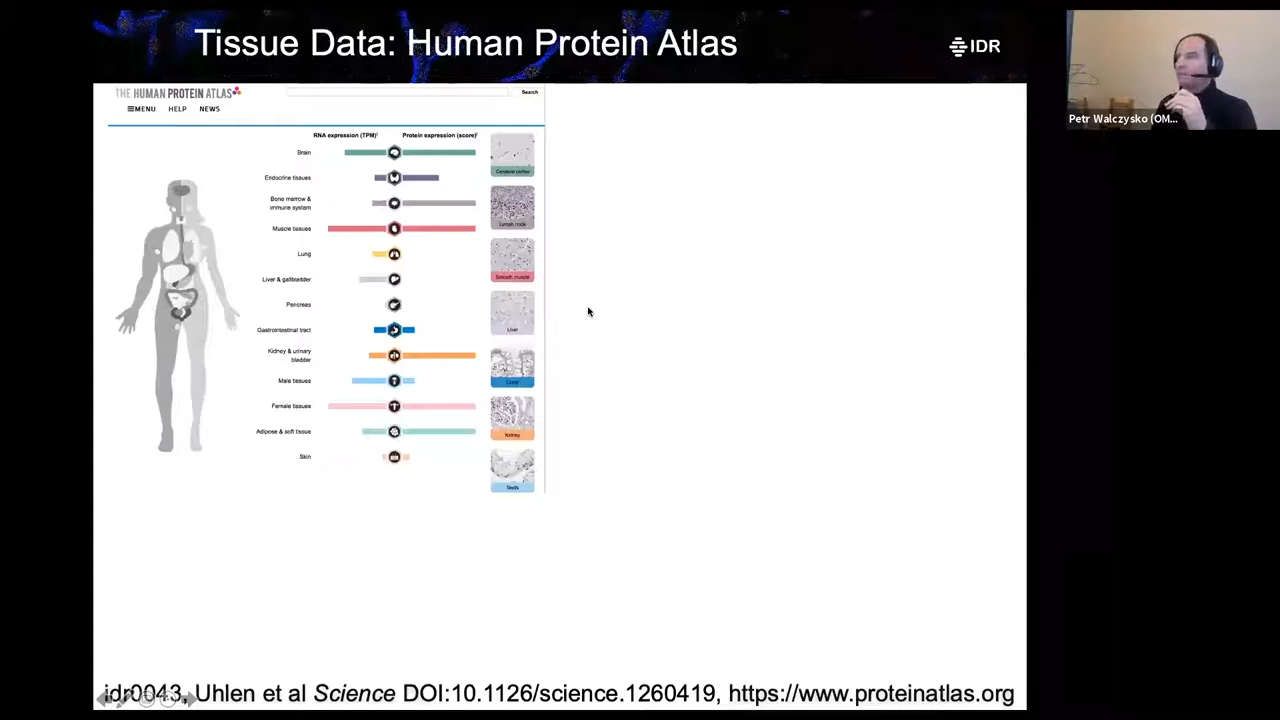 Tissue Data: Human Protein Atlas
IDR
Petr Walczysko (OM...
THE HUMAN PROTEIN ATLAS
Search
MENU HELP NEWS
RNA expression (TPM) Protein expression (score)
Brain
Cerebral cortex
Endocrine tissues
Bone marrow &
immune system
Lymph node
Muscle tissues
Lung
Smooth muscle
Liver & gallbladder
Pancreas
Liver
Gastrointestinal tract
Kidney & urinary
bladder
Male tissues
Female tissues
Kidney
Adipose & soft tissue
Skin
Testis
idr0043, Uhlen et al Science DOI:10.1126/science.1260419, https://www.proteinatlas.org